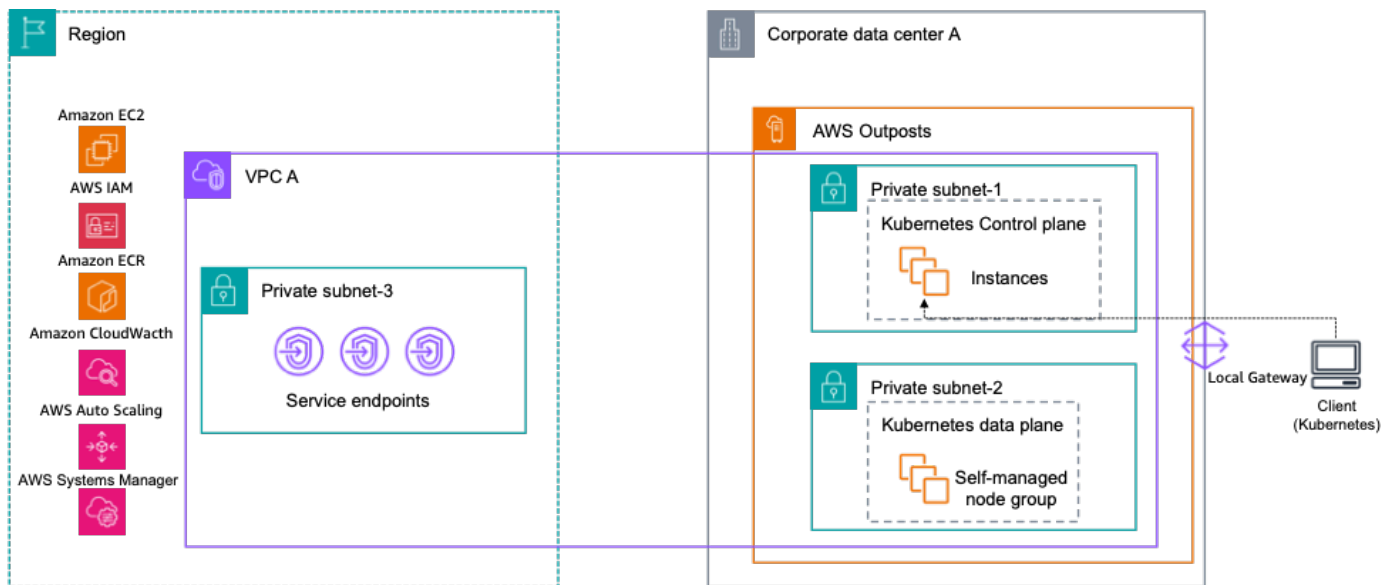 Region
Amazon EC2
AWS IAM
Amazon ECR
Amazon CloudWacth
AWS Auto Scaling
AWS Systems Manager
VPC A
Private subnet-3
Service endpoints
Corporate data center A
AWS Outposts
Private subnet-1
Kubernetes Control plane
Instances
Private subnet-2
Kubernetes data plane
Self-managed
node group
Local Gateway
Client
(Kubernetes)